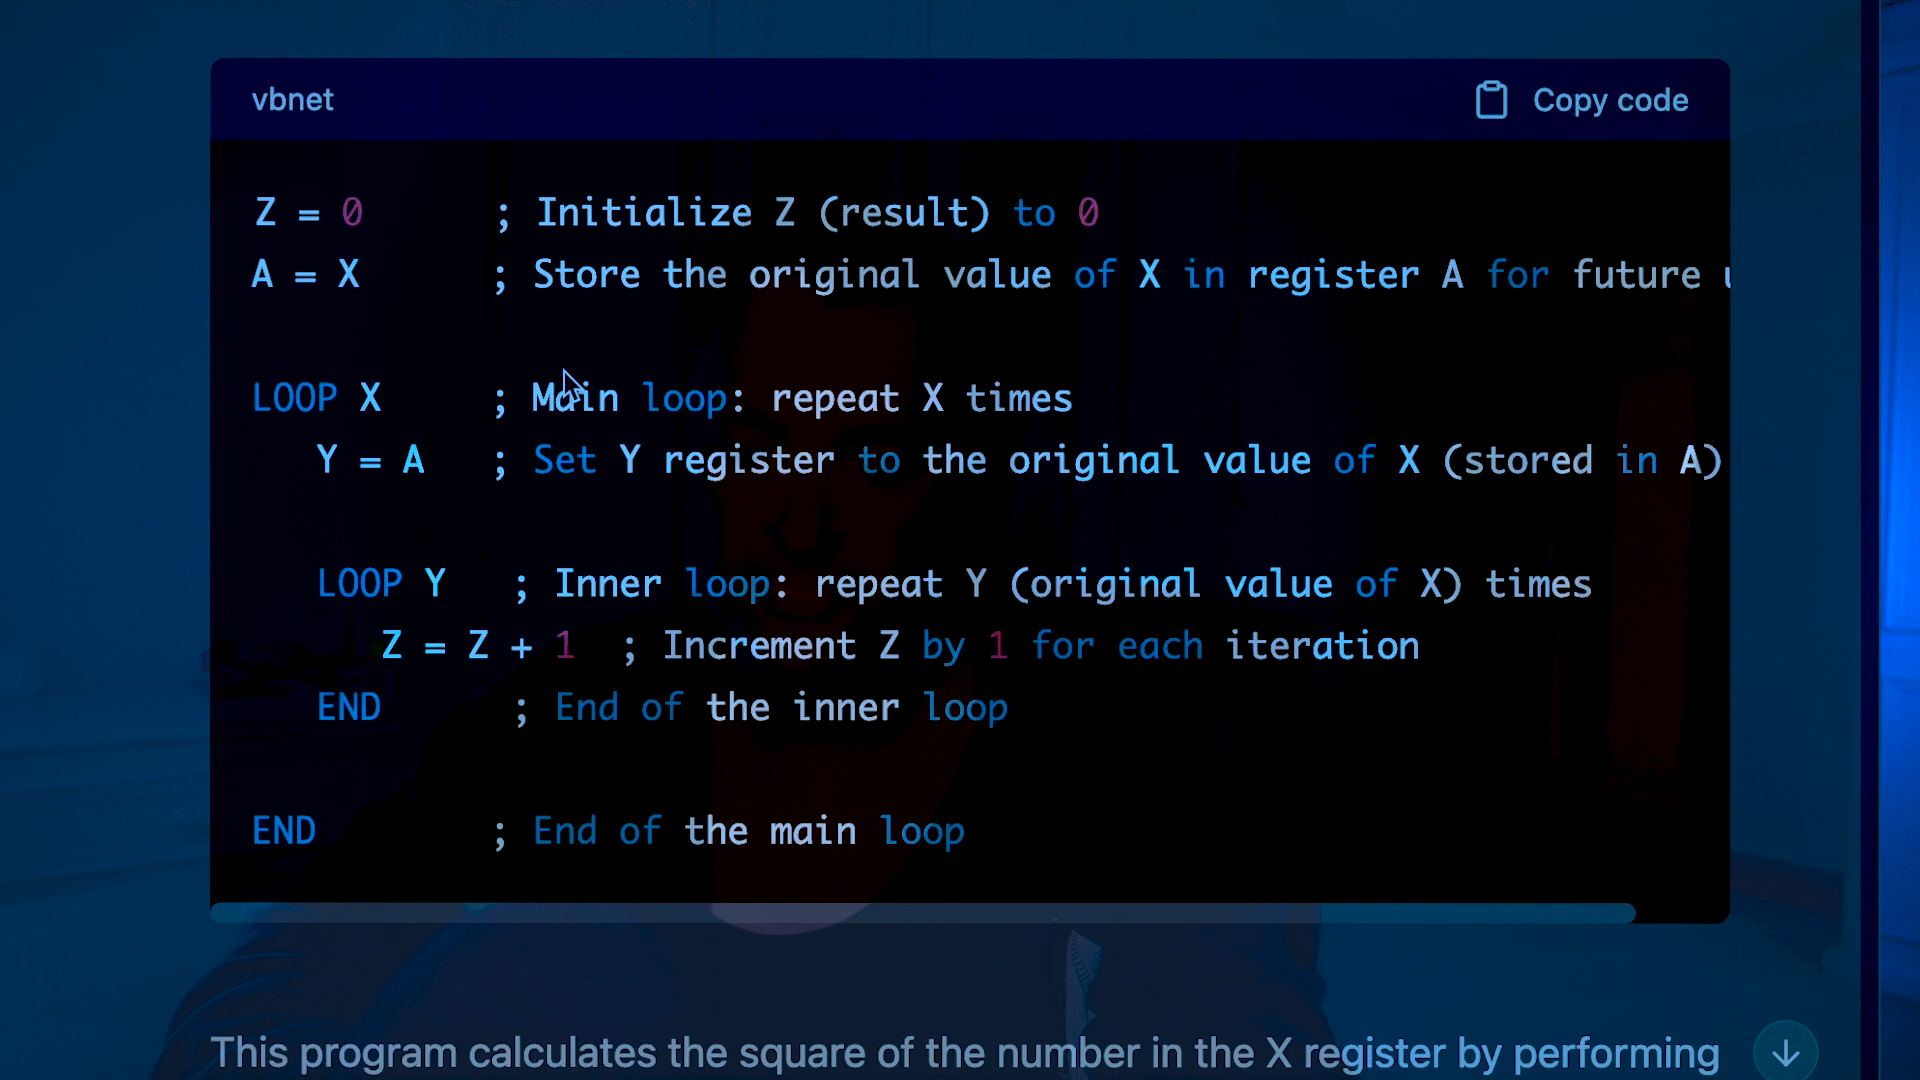 vbnet
Copy code
Z = 0 ; Initialize Z (result) to 0
A = X ; Store the original value of X in register A for future
LOOP X ; Main loop: repeat X times
Y = A ; Set Y register to the original value of X (stored in A)
LOOP Y ; Inner loop: repeat Y (original value of X) times
Z = Z + 1 ; Increment Z by 1 for each iteration
END ; End of the inner loop
END ; End of the main loop
This program calculates the square of the number in the X register by performing